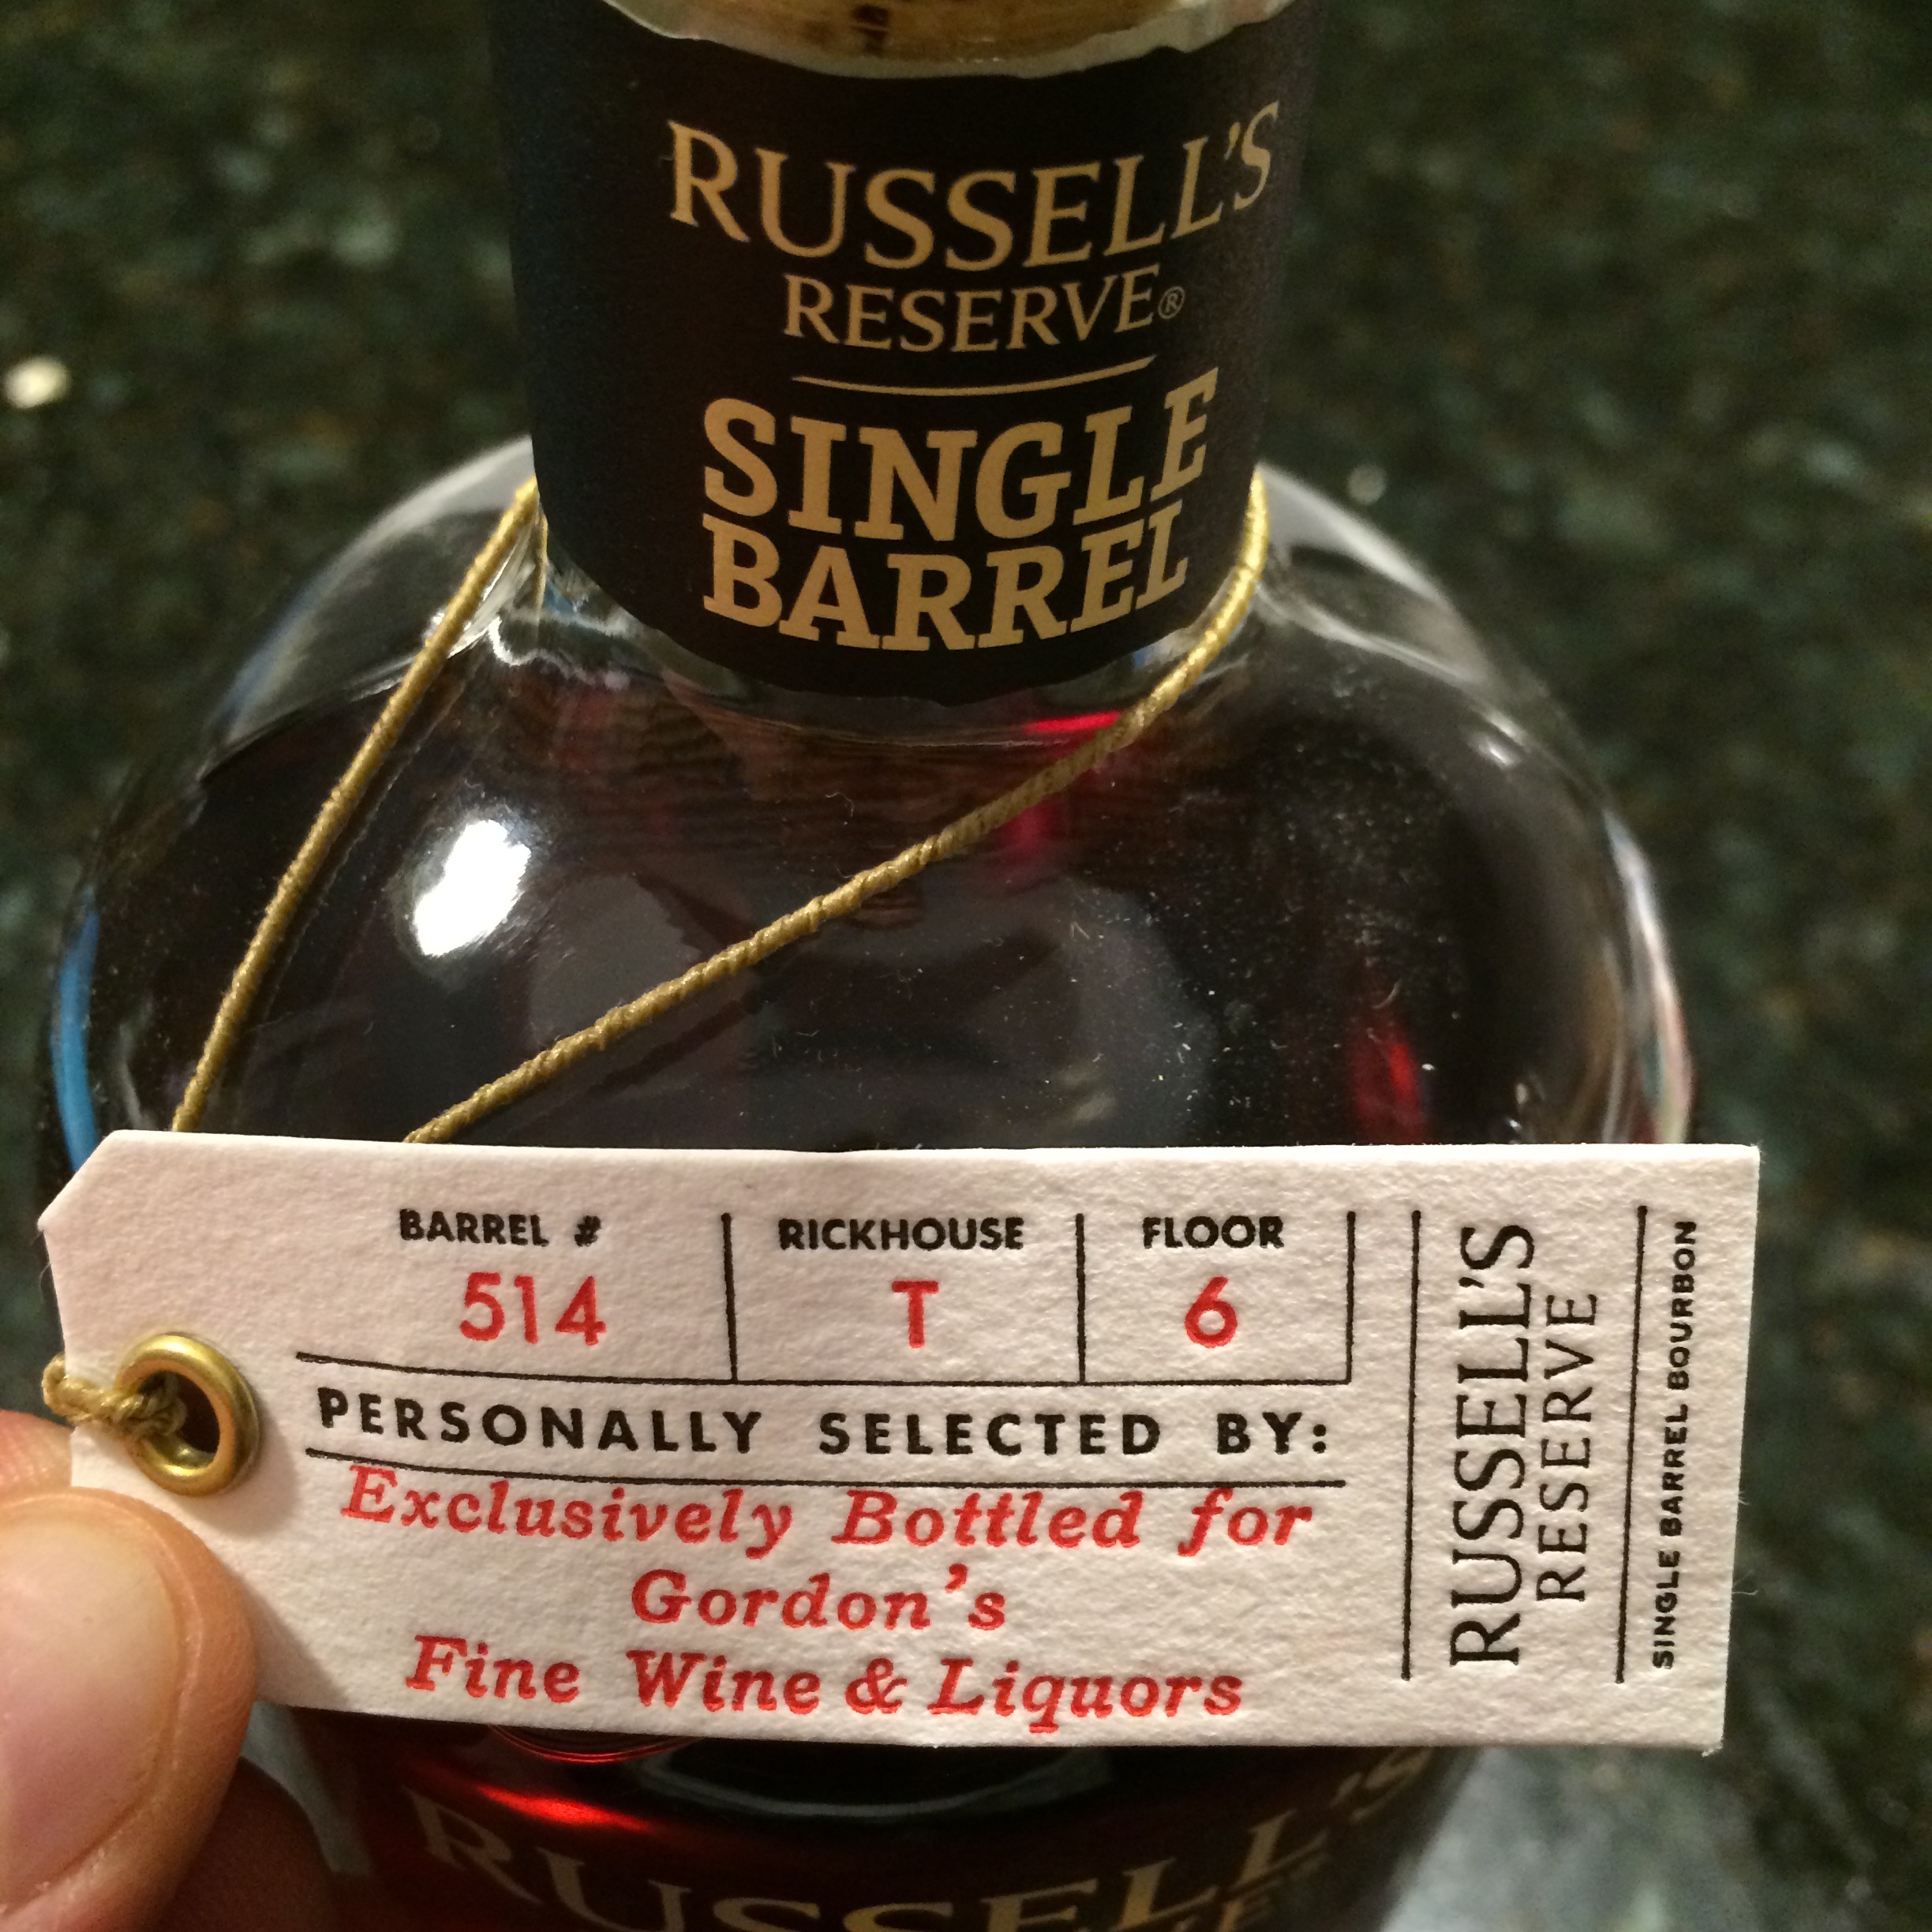 RUSSELL'S
RESERVE®
SINGLE
BARREL
BARREL # RICKHOUSE FLOOR
514 T 6
PERSONALLY SELECTED BY:
Exclusively Bottled for
Gordon's
Fine Wine & Liquors
RUSSELL'S
RESERVE
SINGLE BARREL BOURBON
RUSSELL'S